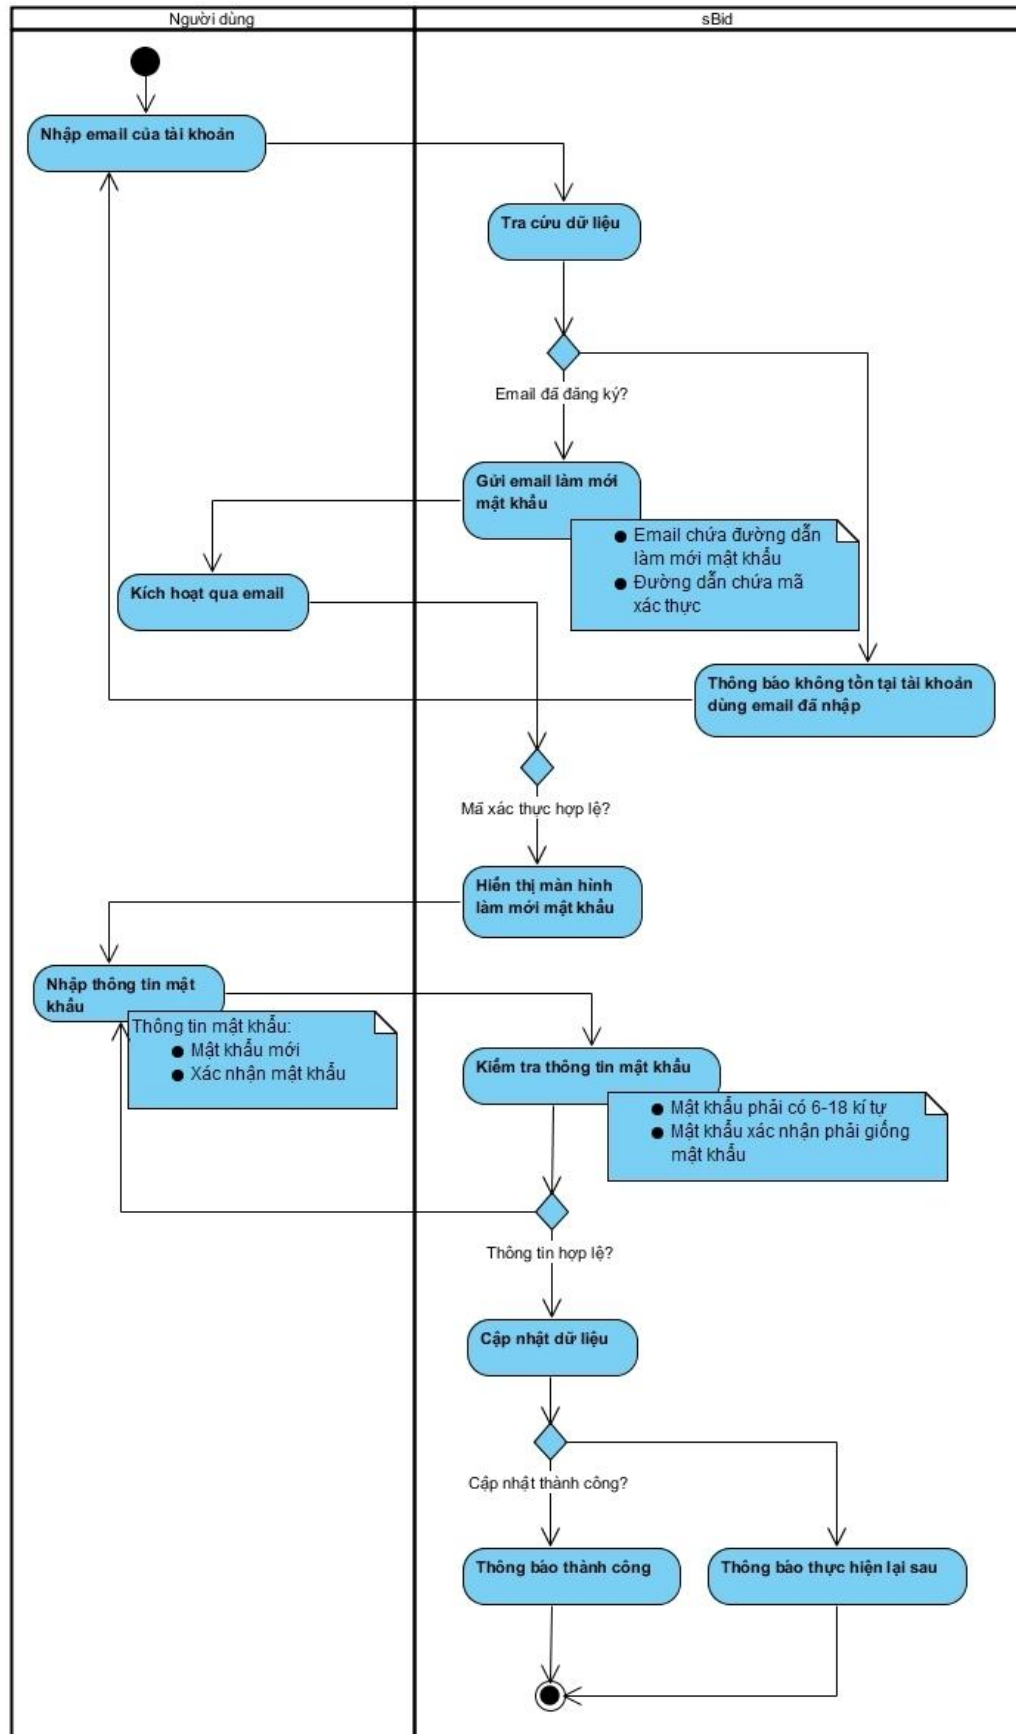 Người dùng
sBid
Nhập email của tài khoản
Tra cứu dữ liệu
Email đã đăng ký?
Gửi email làm mới
mật khẩu
● Email chứa đường dẫn
làm mới mật khẩu
● Đường dẫn chứa mã
xác thực
Kích hoạt qua email
Thông báo không tồn tại tài khoản
dùng email đã nhập
Mã xác thực hợp lệ?
Hiển thị màn hình
làm mới mật khẩu
Nhập thông tin mật
khẩu
Thông tin mật khẩu:
● Mật khẩu mới
● Xác nhận mật khẩu
Kiểm tra thông tin mật khẩu
● Mật khẩu phải có 6-18 kí tự
● Mật khẩu xác nhận phải giống
mật khẩu
Thông tin hợp lệ?
Cập nhật dữ liệu
Cập nhật thành công?
Thông báo thành công
Thông báo thực hiện lại sau